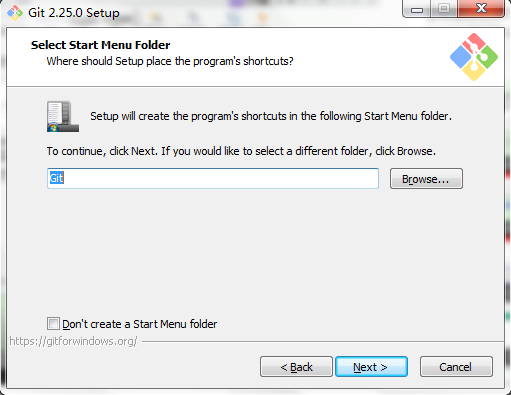 Git 2.25.0 Setup
Select Start Menu Folder
Where should Setup place the program's shortcuts?
Setup will create the program's shortcuts in the following Start Menu folder.
To continue, click Next. If you would like to select a different folder, click Browse.
Git
Browse...
Don't create a Start Menu folder
https://gitforwindows.org/
< Back
Next >
Cancel